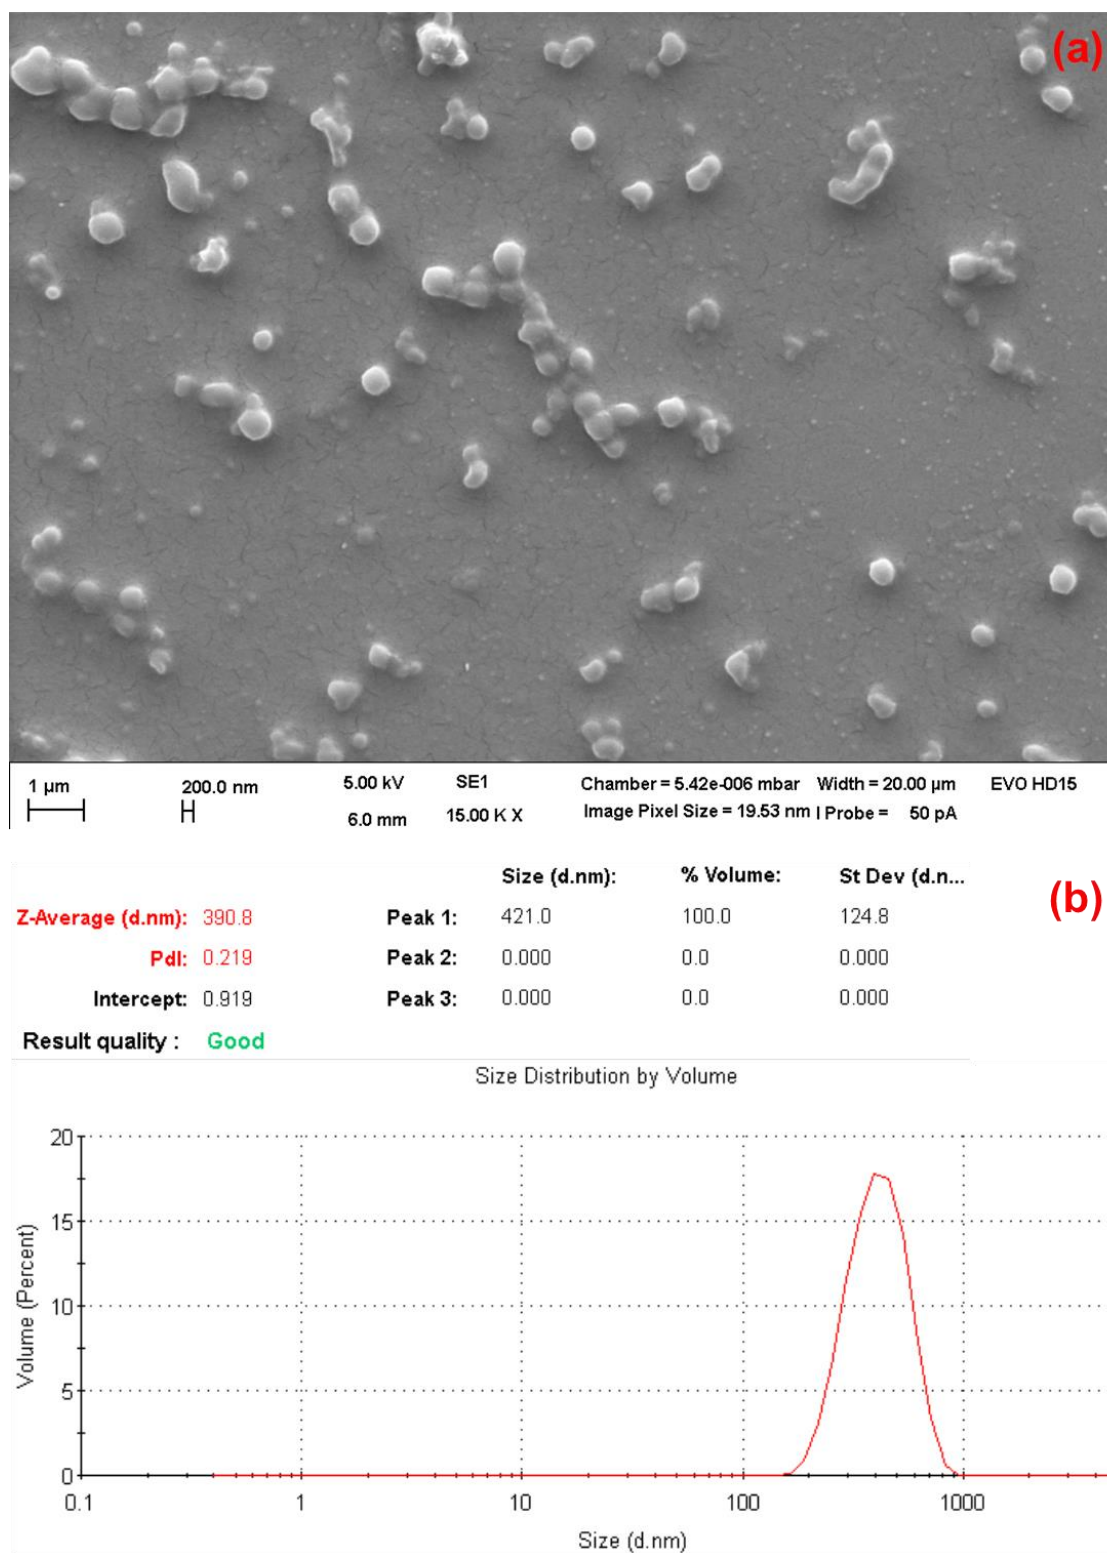 (a)
1 µm 200.0 nm 5.00 kV SE1 Chamber = 5.42e-006 mbar Width = 20.00 µm EVO HD15
6.0 mm 15.00 K X Image Pixel Size = 19.53 nm I Probe = 50 pA
(b)
Size (d.nm): % Volume: St Dev (d.n...
Z-Average (d.nm): 390.8 Peak 1: 421.0 100.0 124.8
PdI: 0.219 Peak 2: 0.000 0.0 0.000
Intercept: 0.919 Peak 3: 0.000 0.0 0.000
Result quality : Good
Size Distribution by Volume
Volume (Percent)
20
15
10
5
0
0.1 1 10 100 1000
Size (d.nm)